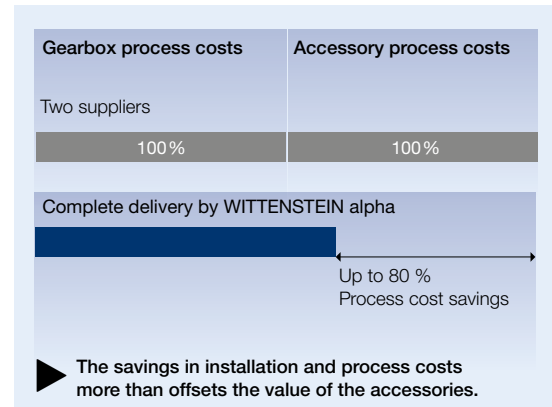 Gearbox process costs
Accessory process costs
Two suppliers
100 %
100 %
Complete delivery by WITTENSTEIN alpha
Up to 80 %
Process cost savings
The savings in installation and process costs
more than offsets the value of the accessories.